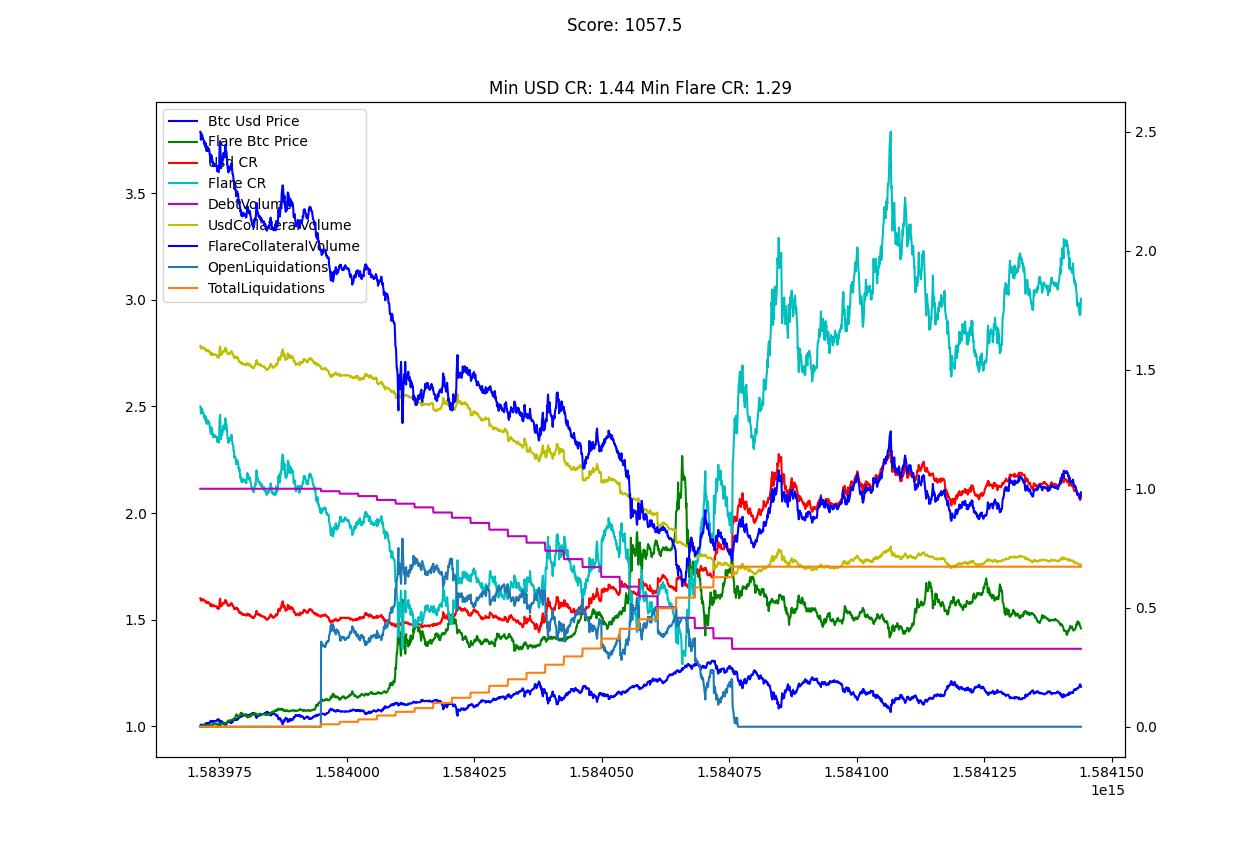 Score: 1057.5
Min USD CR: 1.44 Min Flare CR: 1.29
Btc Usd Price
Flare Btc Price
Usd CR
Flare CR
DebtVolume
UsdCollateralVolume
FlareCollateralVolume
OpenLiquidations
TotalLiquidations
3.5
3.0
2.5
2.0
1.5
1.0
2.5
2.0
1.5
1.0
0.5
0.0
1.583975 1.584000 1.584025 1.584050 1.584075 1.584100 1.584125 1.584150
1e15